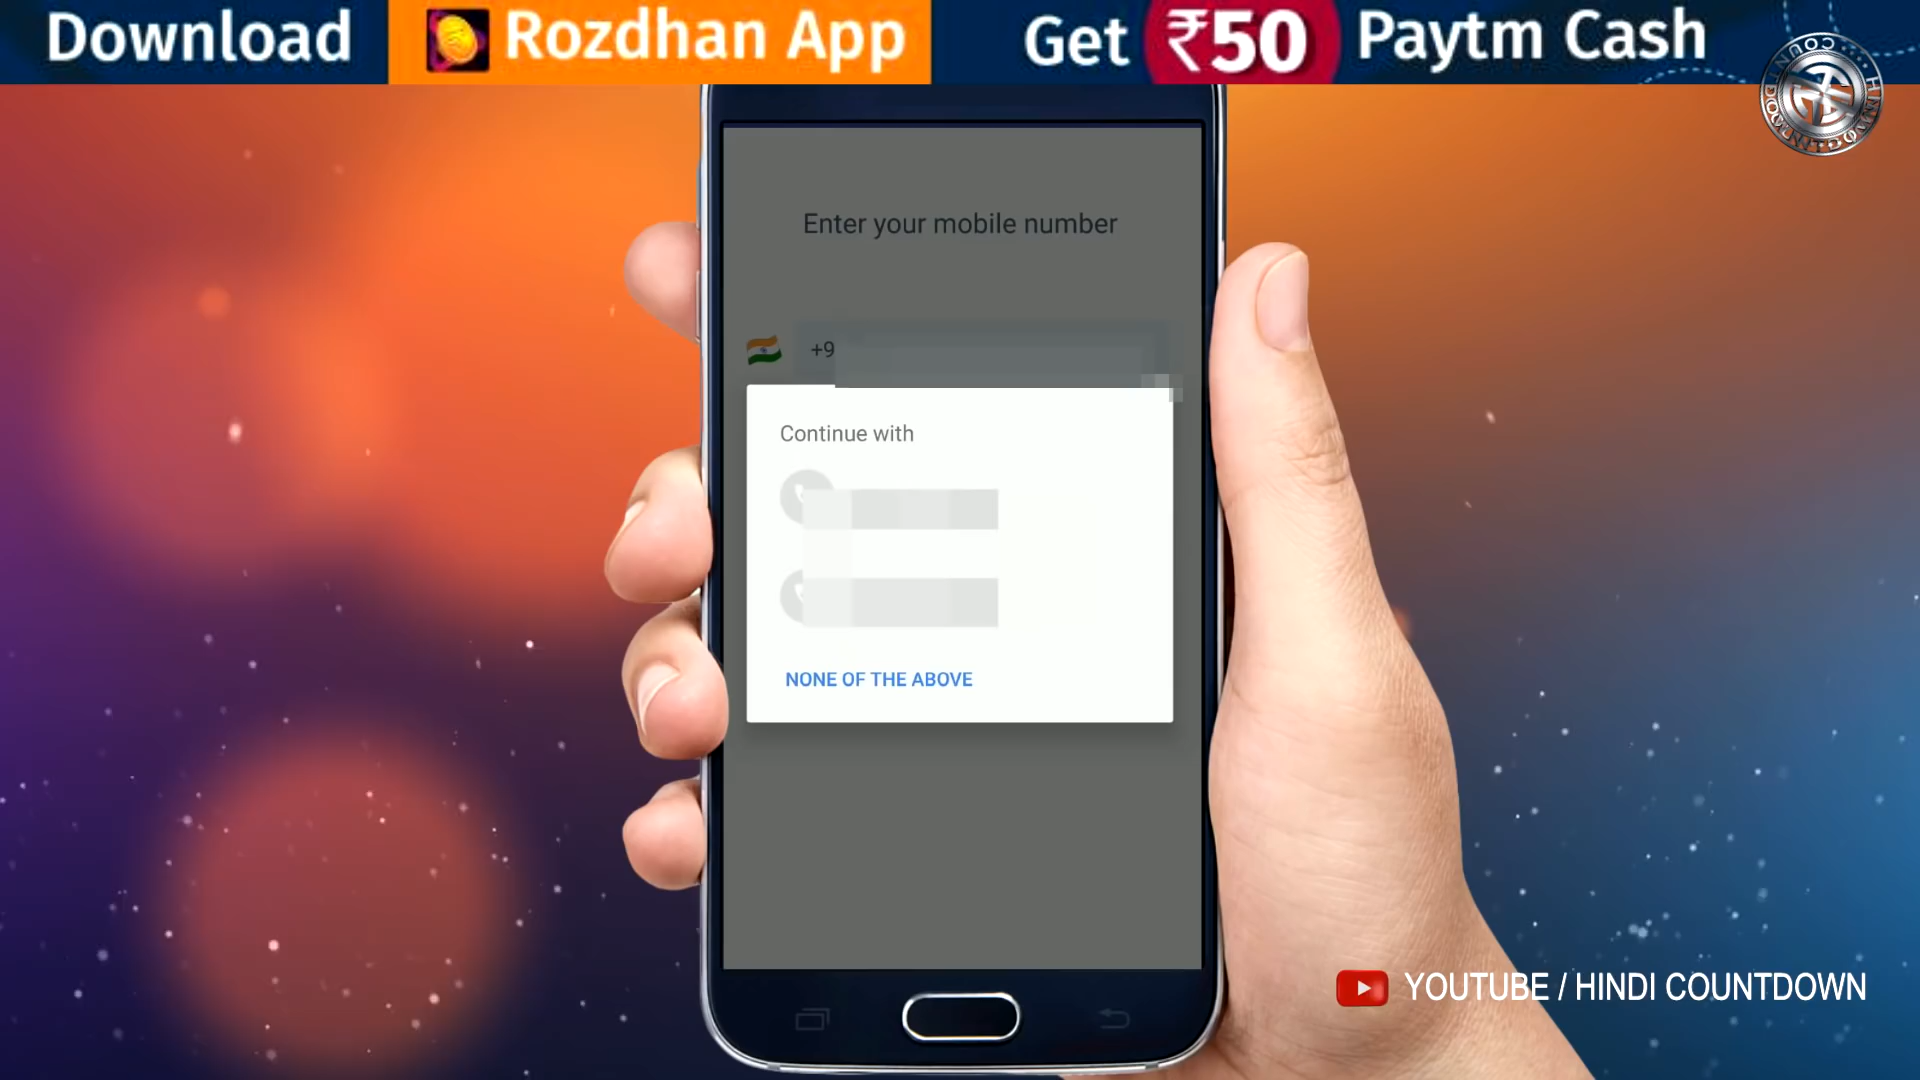 Download Rozdhan App Get ₹50 Paytm Cash
COUNTDOWN
Enter your mobile number
+9
Continue with
NONE OF THE ABOVE
YOUTUBE / HINDI COUNTDOWN